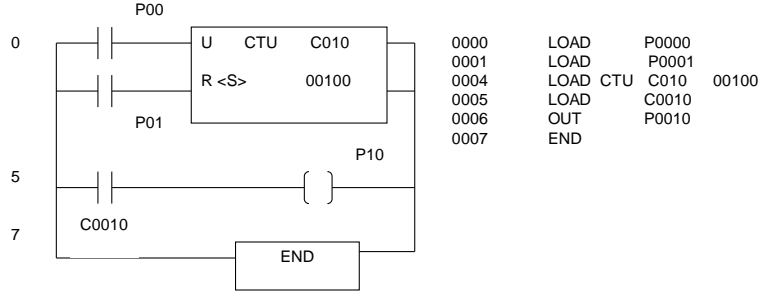 P00
0 U CTU C010
R <S> 00100
P01
P10
5
C0010
7
END
0000 LOAD P0000
0001 LOAD P0001
0004 LOAD CTU C010 00100
0005 LOAD C0010
0006 OUT P0010
0007 END